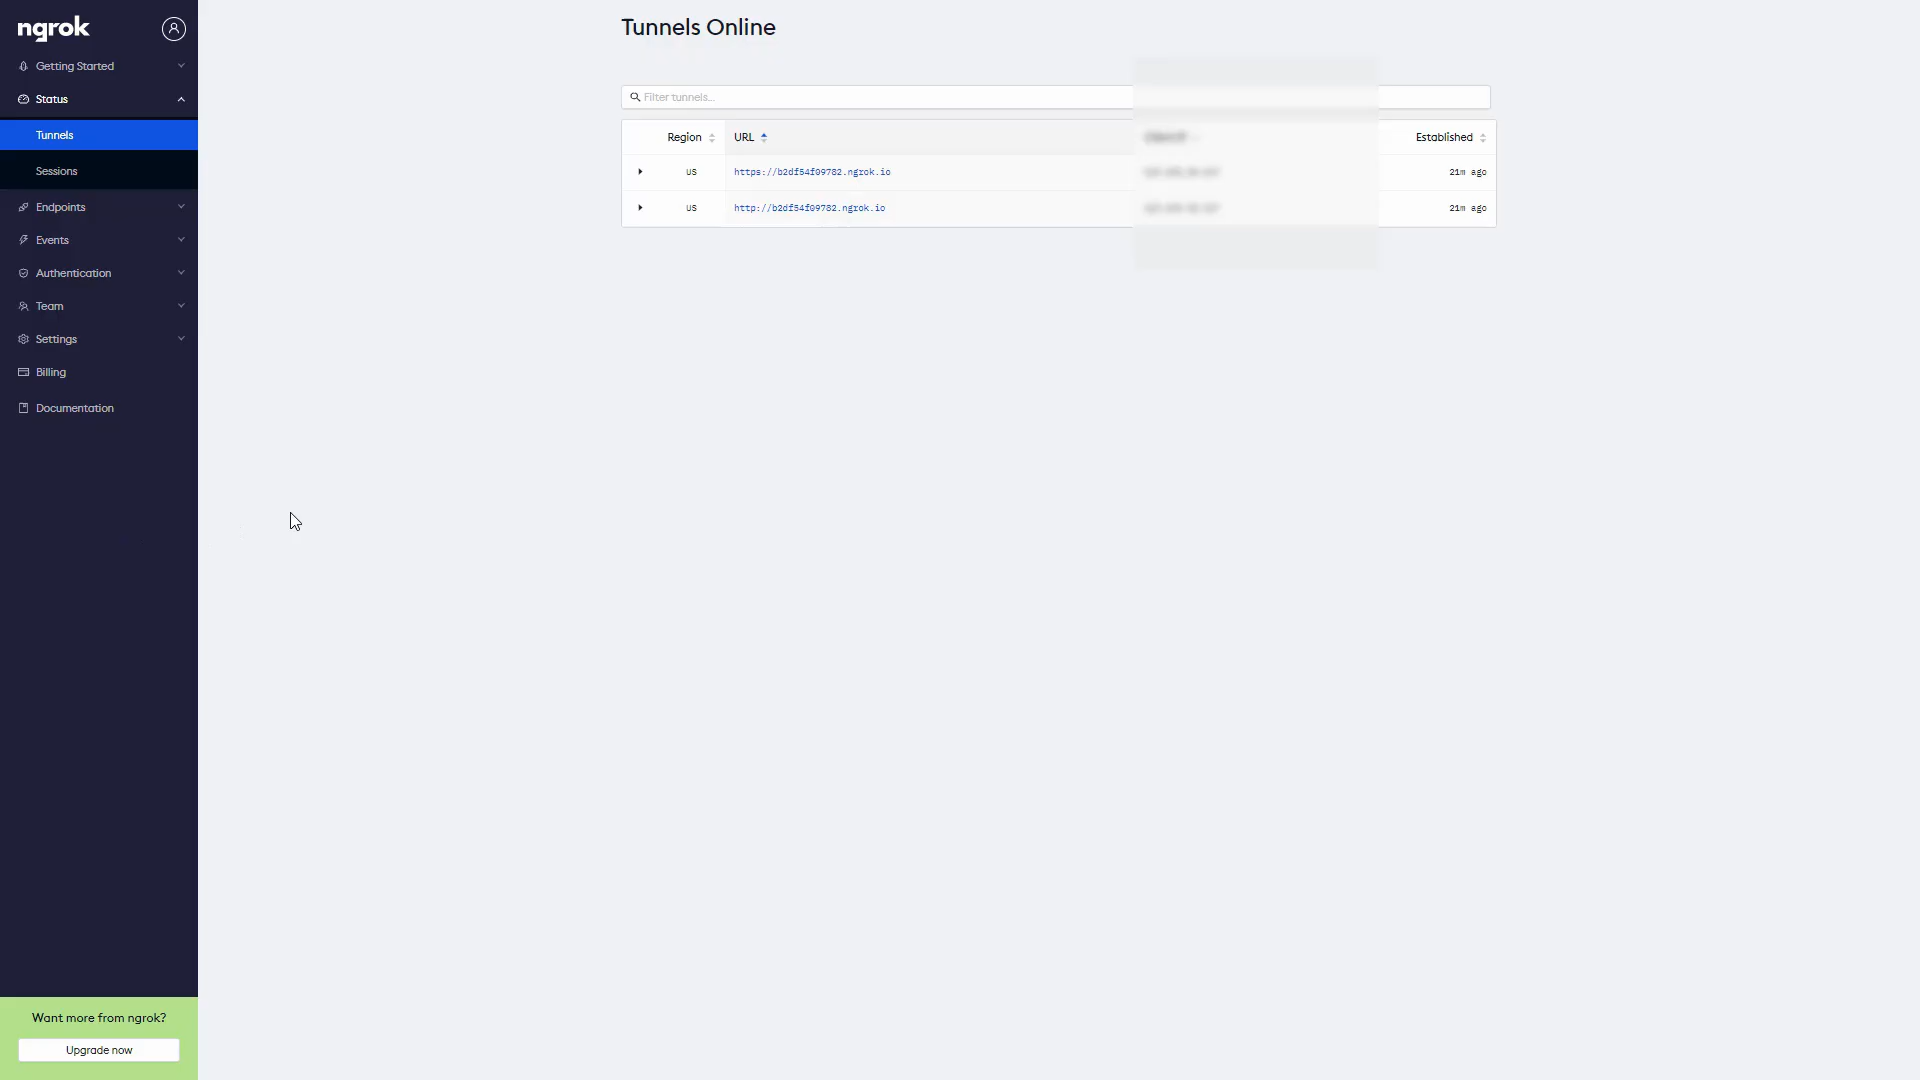 ngrok
Getting Started
Status
Tunnels
Sessions
Endpoints
Events
Authentication
Team
Settings
Billing
Documentation
Want more from ngrok?
Upgrade now
Tunnels Online
Filter tunnels...
Region URL Established
US https://b2df54f09782.ngrok.io 21m ago
US http://b2df54f09782.ngrok.io 21m ago